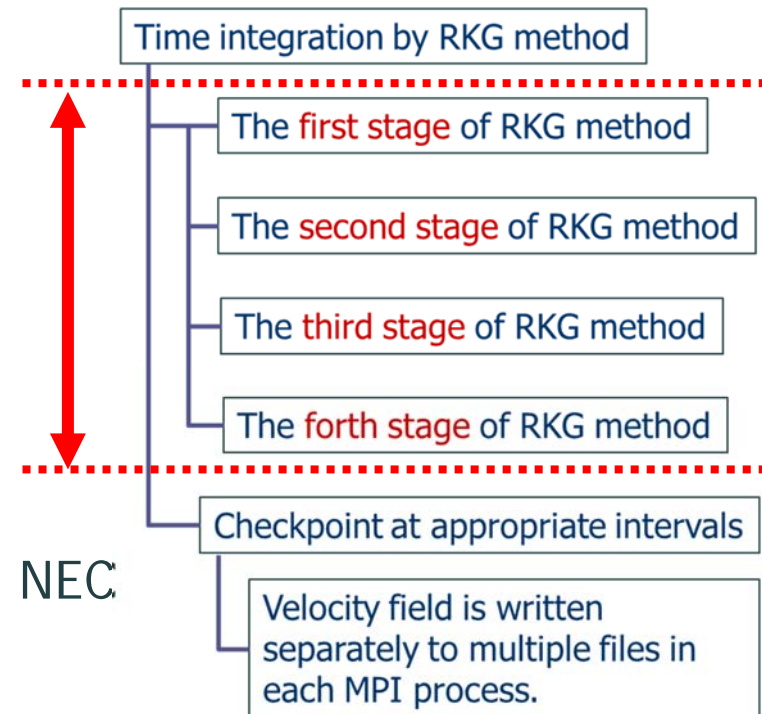 Time integration by RKG method
The first stage of RKG method
The second stage of RKG method
The third stage of RKG method
The forth stage of RKG method
Checkpoint at appropriate intervals
NEC
Velocity field is written
separately to multiple files in
each MPI process.